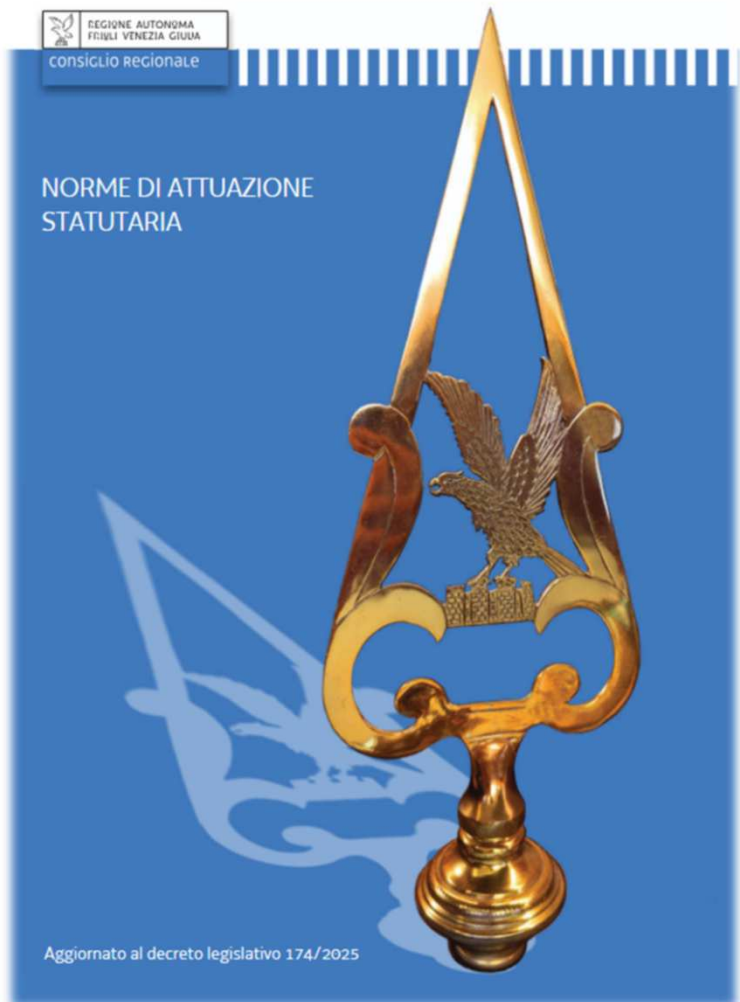 REGIONE AUTONOMA
FRIULI VENEZIA GIULIA
CONSIGLIO REGIONALE
NORME DI ATTUAZIONE
STATUTARIA
Aggiornato al decreto legislativo 174/2025